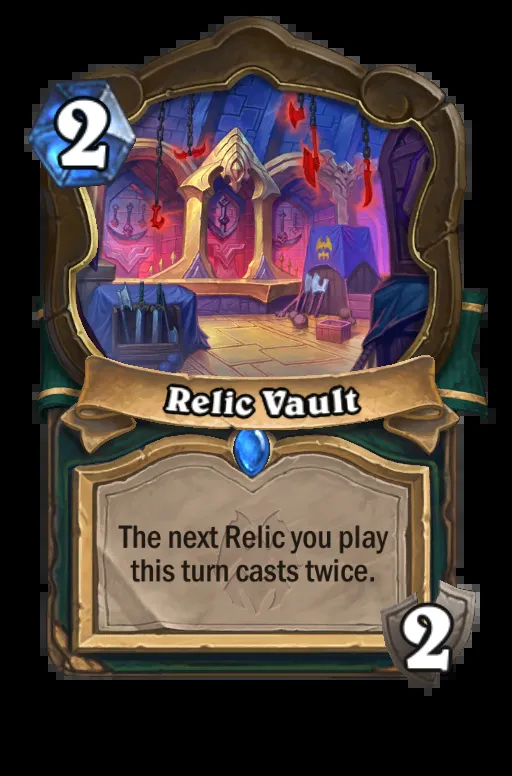 2
Relic Vault
The next Relic you play
this turn casts twice.
2